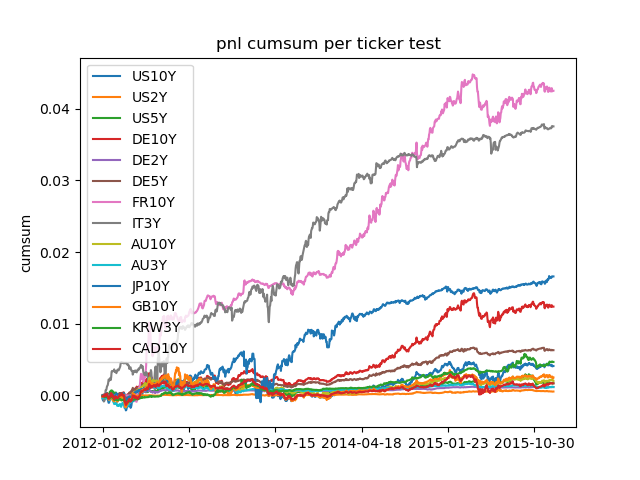 pnl cumsum per ticker test
cumsum
0.04
0.03
0.02
0.01
0.00
US10Y
US2Y
US5Y
DE10Y
DE2Y
DE5Y
FR10Y
IT3Y
AU10Y
AU3Y
JP10Y
GB10Y
KRW3Y
CAD10Y
2012-01-02 2012-10-08 2013-07-15 2014-04-18 2015-01-23 2015-10-30